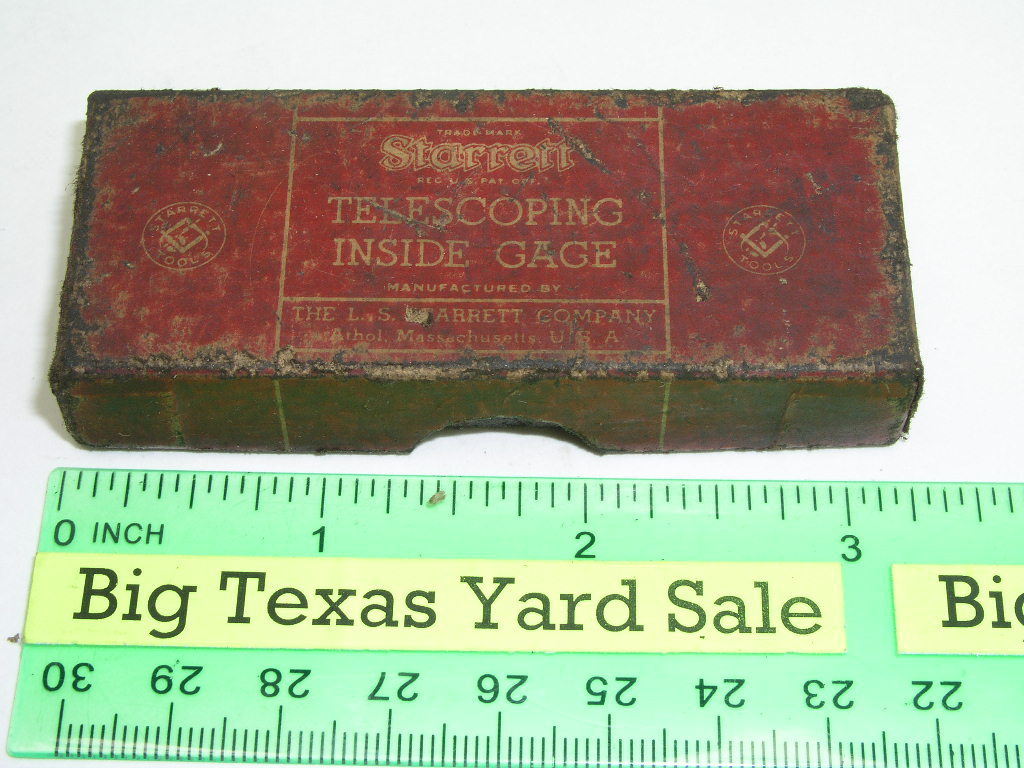 TRADE MARK
Starrett
REG. U.S. PAT. OFF.
TELESCOPING
INSIDE GAGE
MANUFACTURED BY
THE L. S. STARRETT COMPANY
Athol, Massachusetts, U. S. A.
STARRETT
TOOLS
STARRETT
TOOLS
0 INCH 1 2 3
Big Texas Yard Sale Bi
30 29 28 27 26 25 24 23 22